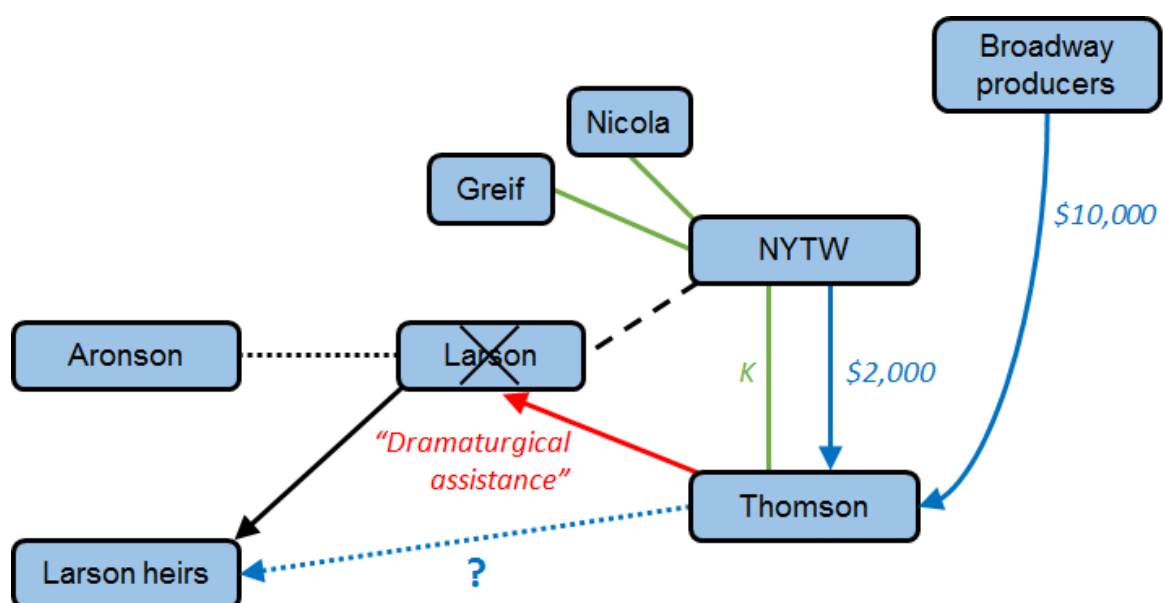 Broadway
producers
Nicola
Greif
$10,000
NYTW
Aronson
Larson
K
$2,000
“Dramaturgical
assistance”
Thomson
Larson heirs
?